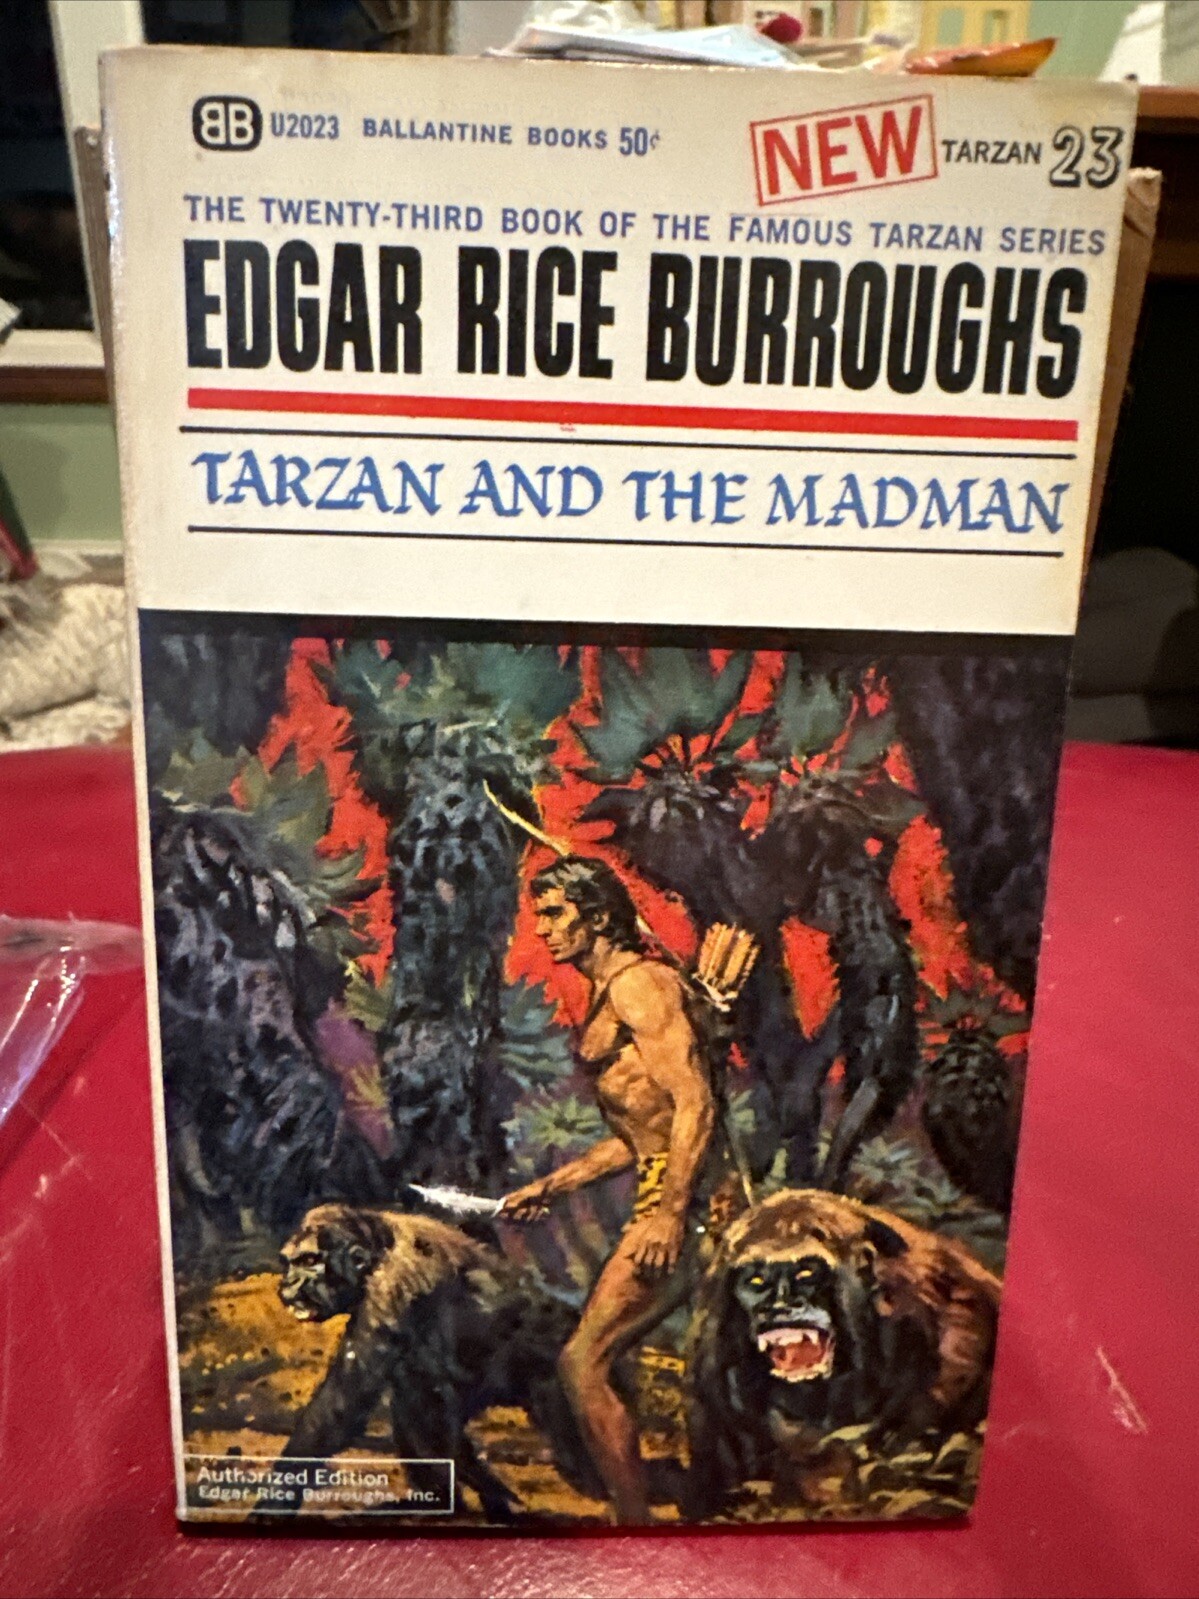 BB U2023 BALLANTINE BOOKS 50¢
NEW TARZAN 23
THE TWENTY-THIRD BOOK OF THE FAMOUS TARZAN SERIES
EDGAR RICE BURROUGHS
TARZAN AND THE MADMAN
Authorized Edition
Edgar Rice Burroughs, Inc.